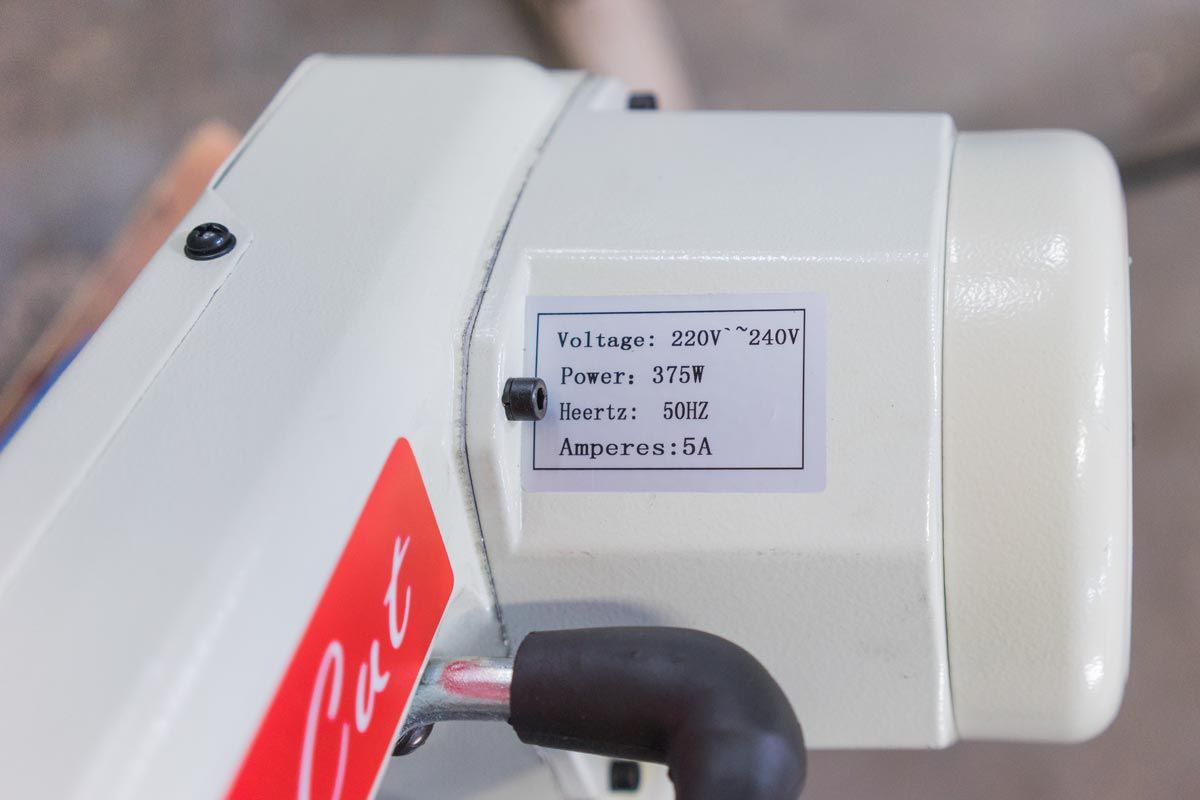 Voltage: 220V`~240V
Power: 375W
Heertz: 50HZ
Amperes:5A
Cut